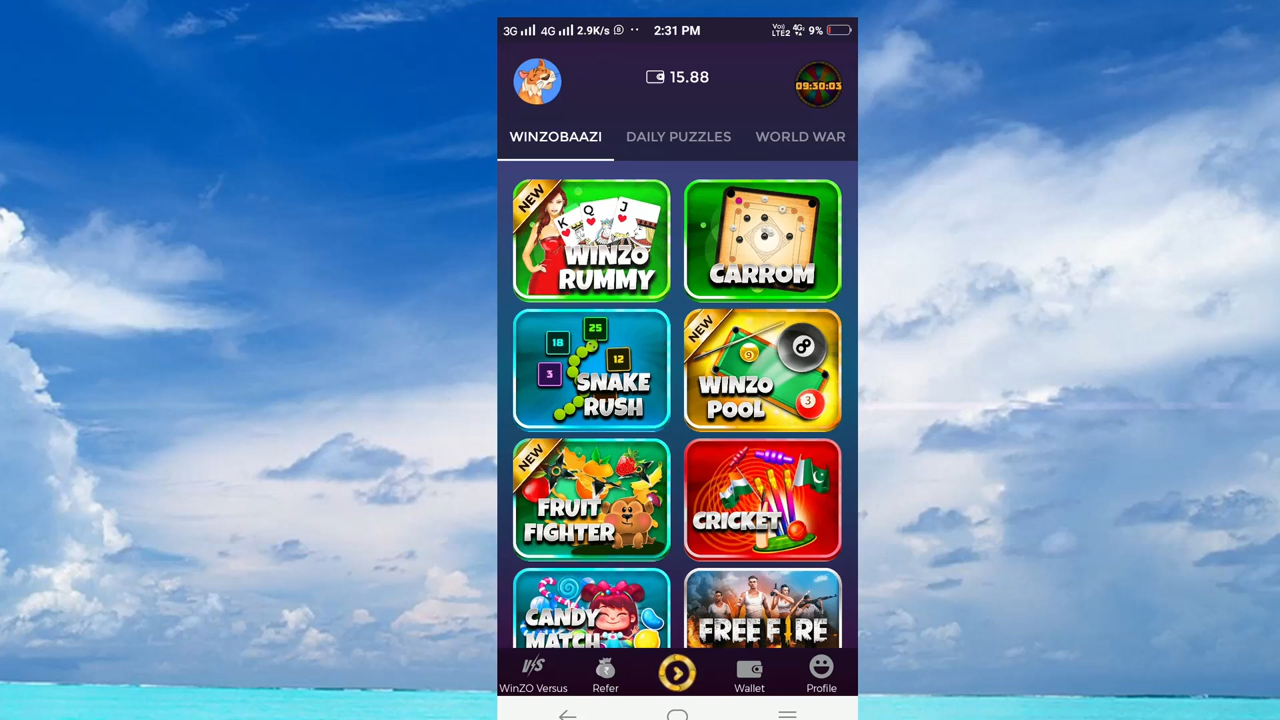 3G 4G 2.9K/s 2:31 PM VoLTE2 4G 9%
15.88
09:30:03
WINZOBAAZI DAILY PUZZLES WORLD WAR
NEW
K Q J
WINZO
RUMMY
CARROM
25
18
12
3
SNAKE
RUSH
NEW
8
9
3
WINZO
POOL
NEW
FRUIT
FIGHTER
CRICKET
CANDY
MATCH
FREE FIRE
V/S
WinZO Versus Refer Wallet Profile